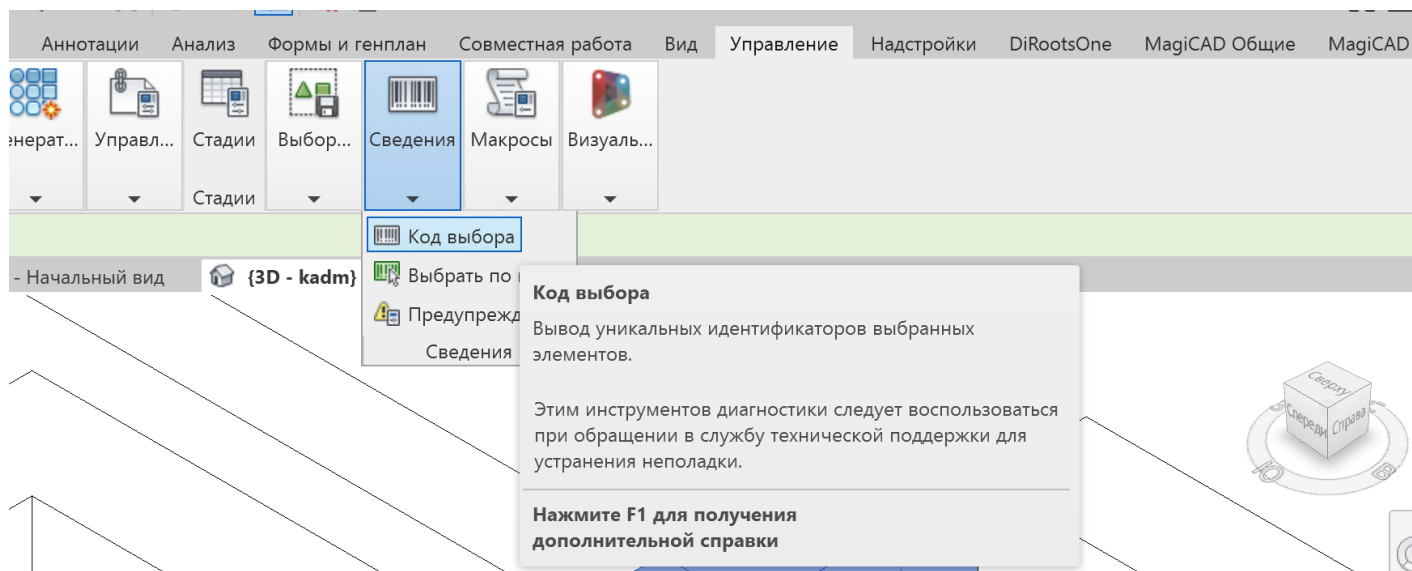 Аннотации Анализ Формы и генплан Совместная работа Вид Управление Надстройки DiRootsOne MagiCAD Общие MagiCAD
енерат... Управл... Стадии Выбор... Сведения Макросы Визуаль...
Стадии
Код выбора
- Начальный вид {3D - kadm}
Выбрать по
Предупрежд
Сведения
Код выбора
Вывод уникальных идентификаторов выбранных
элементов.
Этим инструментов диагностики следует воспользоваться
при обращении в службу технической поддержки для
устранения неполадки.
Нажмите F1 для получения
дополнительной справки
Сверху
Спереди Справа
Ю В